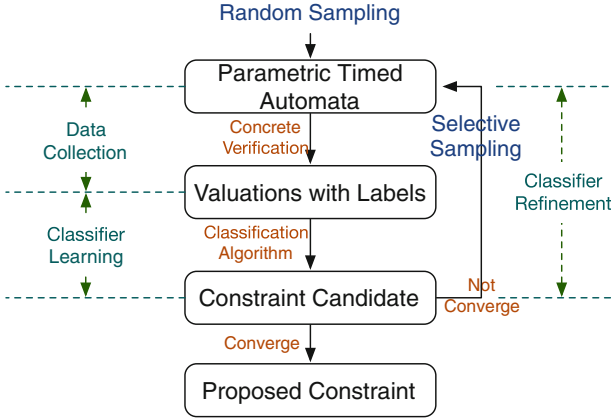 Random Sampling
Parametric Timed
Automata
Concrete
Verification
Selective
Sampling
Data
Collection
Valuations with Labels
Classifier
Refinement
Classification
Algorithm
Classifier
Learning
Constraint Candidate
Not
Converge
Converge
Proposed Constraint